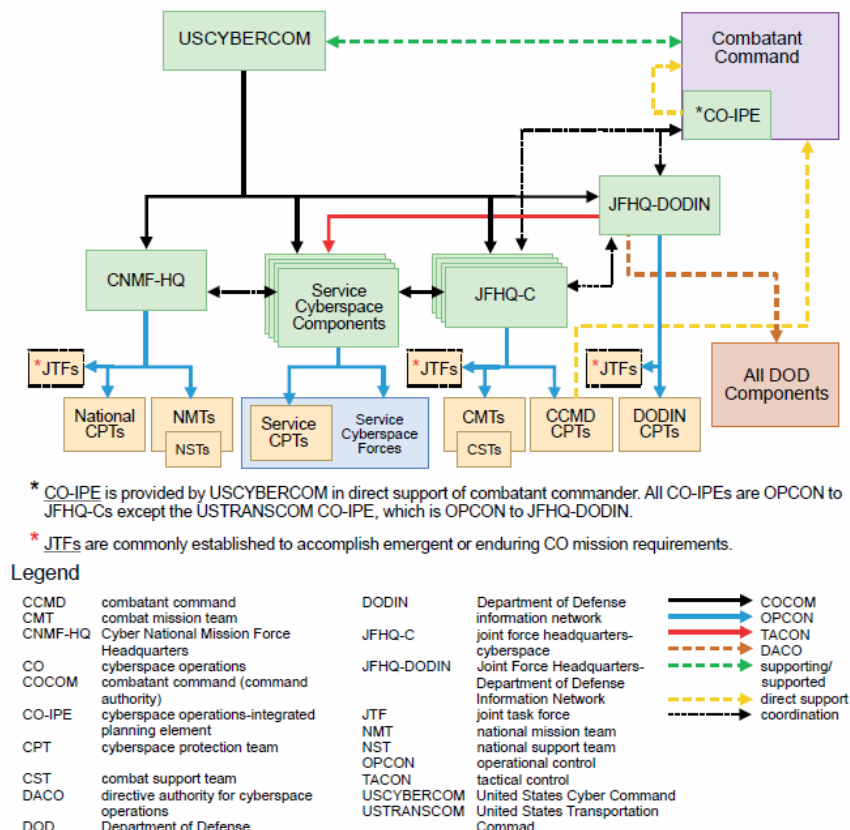 USCYBERCOM
Combatant
Command
*CO-IPE
JFHQ-DODIN
CNMF-HQ
Service
Cyberspace
Components
JFHQ-C
*JTFs
*JTFs
*JTFs
All DOD
Components
National
CPTs
NMTs
NSTs
Service
CPTs
Service
Cyberspace
Forces
CMTs
CSTs
CCMD
CPTs
DODIN
CPTs
* CO-IPE is provided by USCYBERCOM in direct support of combatant commander. All CO-IPEs are OPCON to
JFHQ-Cs except the USTRANSCOM CO-IPE, which is OPCON to JFHQ-DODIN.
* JTFs are commonly established to accomplish emergent or enduring CO mission requirements.
Legend
CCMD combatant command
CMT combat mission team
CNMF-HQ Cyber National Mission Force
Headquarters
CO cyberspace operations
COCOM combatant command (command
authority)
CO-IPE cyberspace operations-integrated
planning element
CPT cyberspace protection team
CST combat support team
DACO directive authority for cyberspace
operations
DOD Department of Defense
DODIN Department of Defense
information network
JFHQ-C joint force headquarters-
cyberspace
JFHQ-DODIN Joint Force Headquarters-
Department of Defense
Information Network
JTF joint task force
NMT national mission team
NST national support team
OPCON operational control
TACON tactical control
USCYBERCOM United States Cyber Command
USTRANSCOM United States Transportation
Commad
COCOM
OPCON
TACON
DACO
supporting/
supported
direct support
coordination